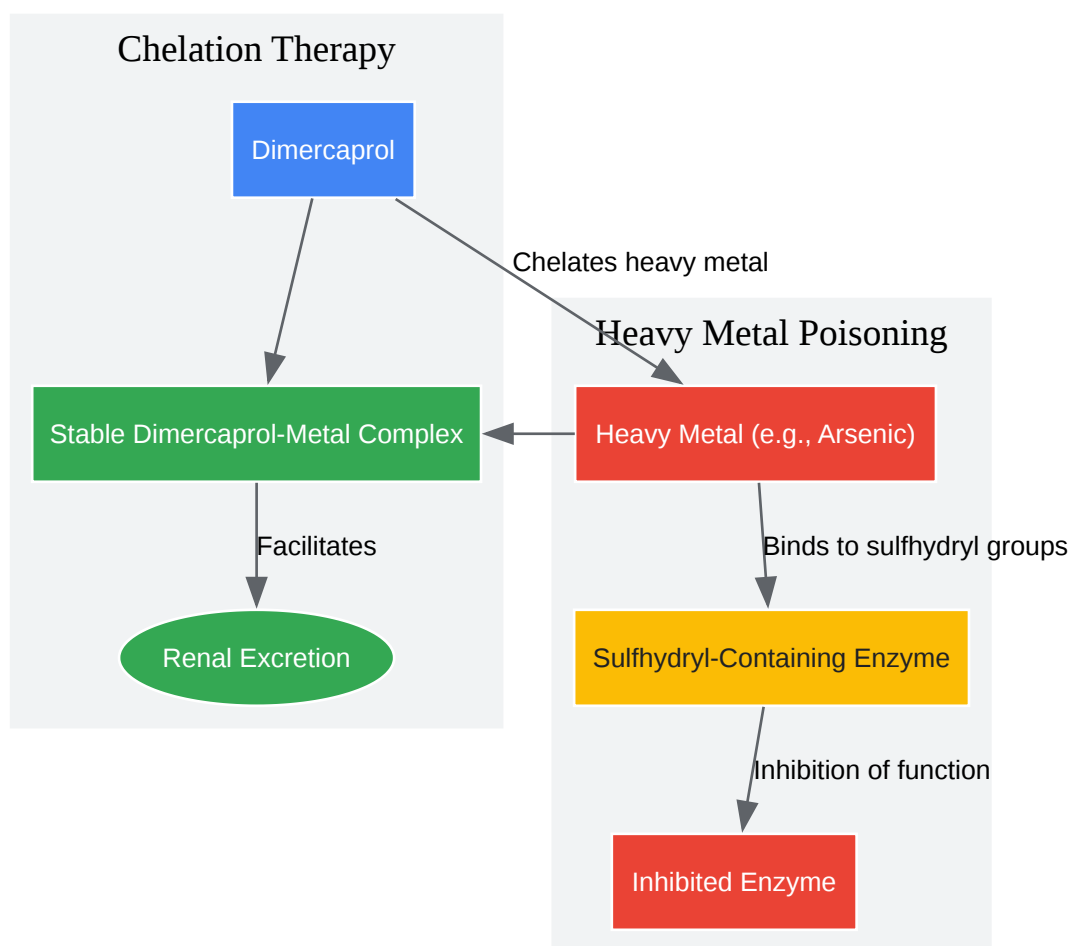 Chelation Therapy
Dimercaprol
Chelates heavy metal
Heavy Metal Poisoning
Stable Dimercaprol-Metal Complex
Heavy Metal (e.g., Arsenic)
Facilitates
Binds to sulfhydryl groups
Renal Excretion
Sulfhydryl-Containing Enzyme
Inhibition of function
Inhibited Enzyme